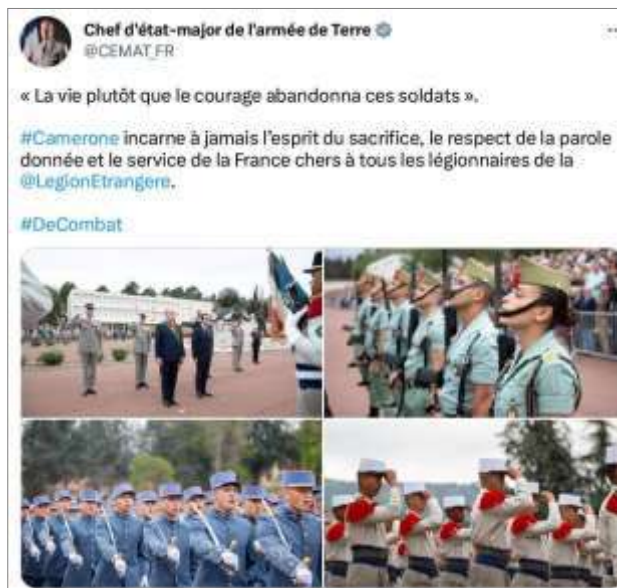 Chef d'état-major de l'armée de Terre
@CEMAT_FR
« La vie plutôt que le courage abandonna ces soldats ».
#Camerone incarne à jamais l'esprit du sacrifice, le respect de la parole
donnée et le service de la France chers à tous les légionnaires de la
@LegionEtrangere.
#DeCombat